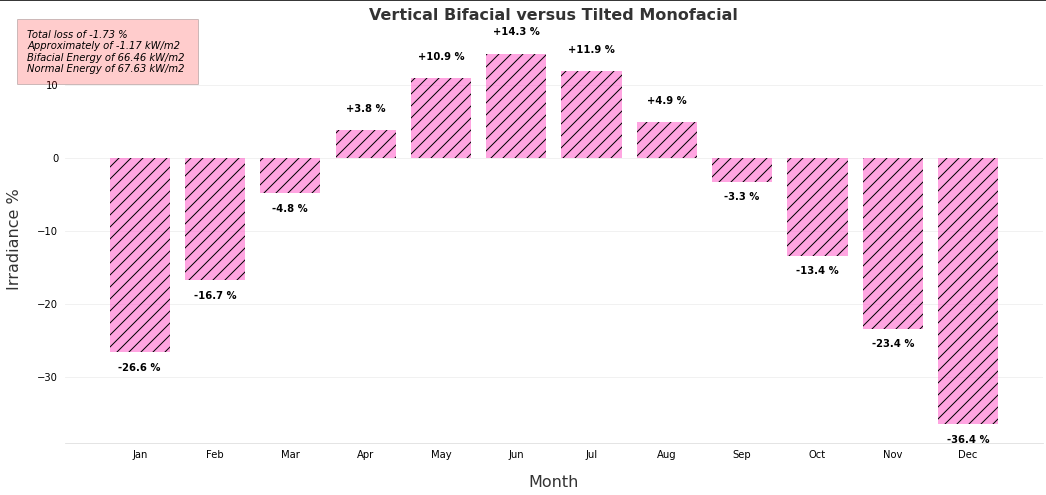 Vertical Bifacial versus Tilted Monofacial
Total loss of -1.73 %
Approximately of -1.17 kW/m2
Bifacial Energy of 66.46 kW/m2
Normal Energy of 67.63 kW/m2
+14.3 %
+11.9 %
+10.9 %
+4.9 %
+3.8 %
-3.3 %
-4.8 %
-13.4 %
-16.7 %
-23.4 %
-26.6 %
-36.4 %
10
0
−10
−20
−30
Irradiance %
Jan Feb Mar Apr May Jun Jul Aug Sep Oct Nov Dec
Month